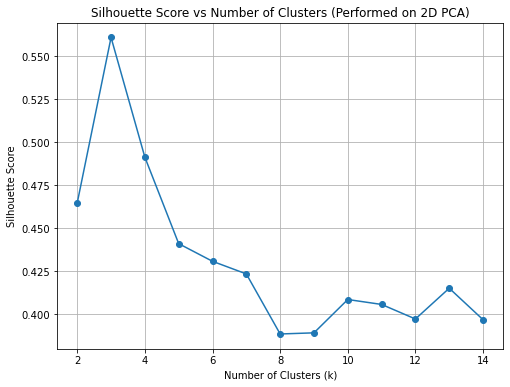 Silhouette Score vs Number of Clusters (Performed on 2D PCA)
Silhouette Score
0.550
0.525
0.500
0.475
0.450
0.425
0.400
2 4 6 8 10 12 14
Number of Clusters (k)